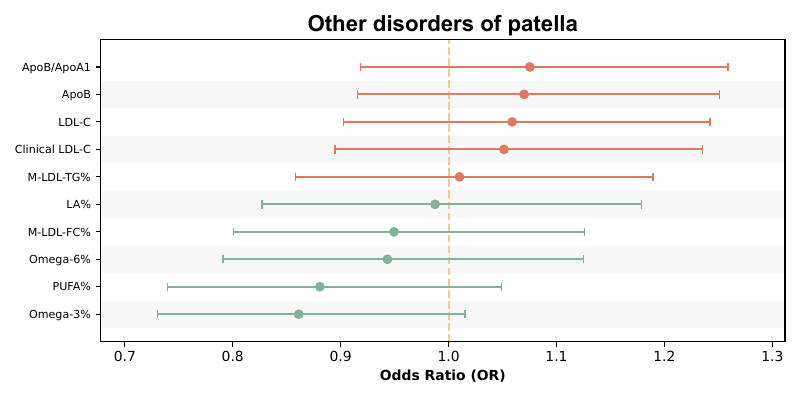 Other disorders of patella
ApoB/ApoA1
ApoB
LDL-C
Clinical LDL-C
M-LDL-TG%
LA%
M-LDL-FC%
Omega-6%
PUFA%
Omega-3%
0.7 0.8 0.9 1.0 1.1 1.2 1.3
Odds Ratio (OR)